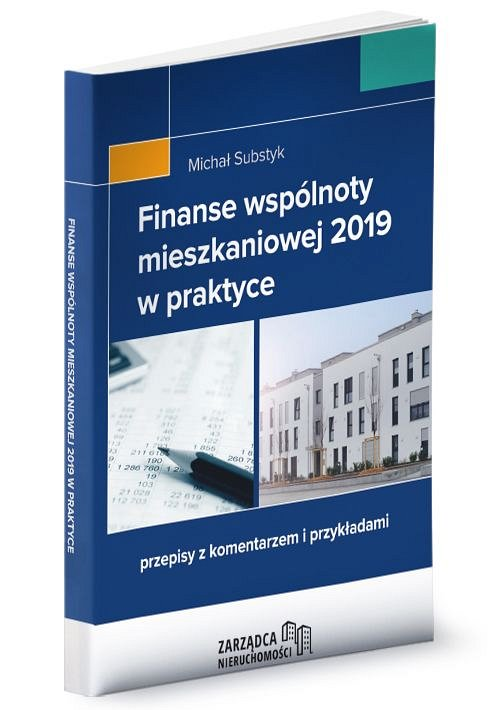 Michał Substyk
Finanse wspólnoty
mieszkaniowej 2019
w praktyce
przepisy z komentarzem i przykładami
ZARZĄDCA
NIERUCHOMOŚCI
FINANSE WSPÓLNOTY MIESZKANIOWEJ 2019 W PRAKTYCE